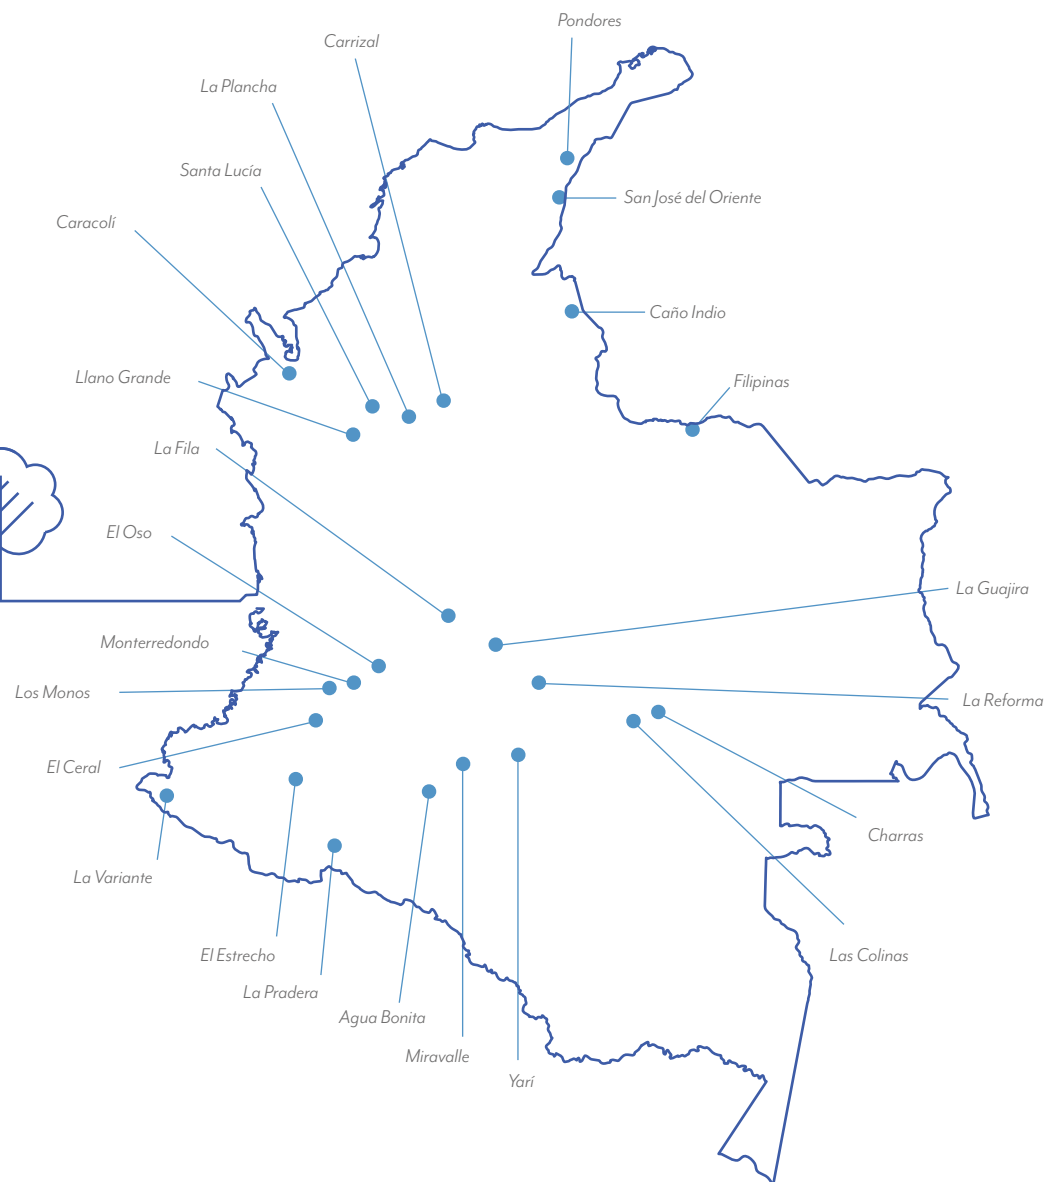 Pondores
Carrizal
La Plancha
Santa Lucía
San José del Oriente
Caracolí
Caño Indio
Llano Grande
Filipinas
La Fila
El Oso
La Guajira
Monterredondo
Los Monos
La Reforma
El Ceral
Charras
La Variante
El Estrecho
Las Colinas
La Pradera
Agua Bonita
Miravalle
Yarí